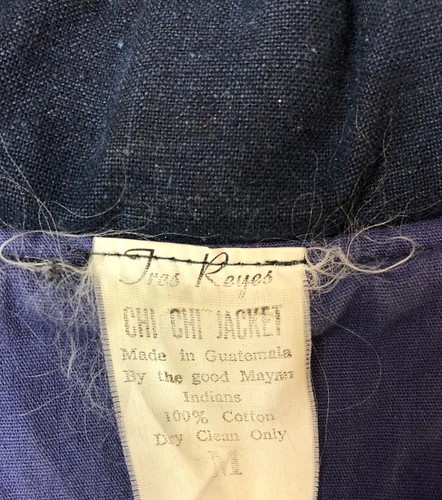 Tres Reyes
CHI CHI JACKET
Made in Guatemala
By the good Mayan
Indians
100% Cotton
Dry Clean Only
M